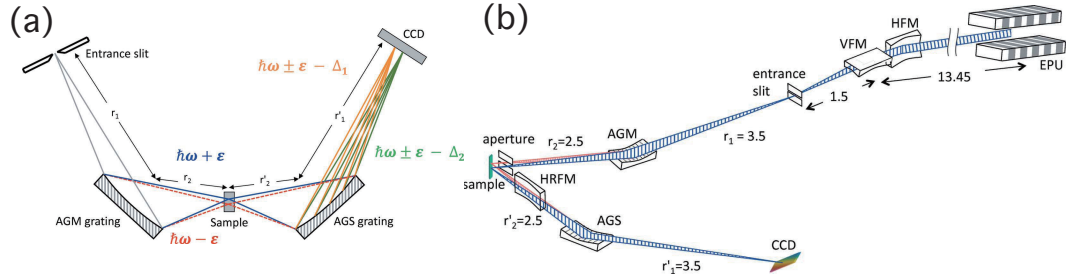 (a)
Entrance slit
CCD
ħω ± ε − Δ₁
r₁
r'₁
ħω + ε
r₂
r'₂
ħω ± ε − Δ₂
AGM grating
Sample
AGS grating
ħω − ε
(b)
HFM
VFM
EPU
entrance
slit
13.45
1.5
aperture
AGM
r₂=2.5
r₁ = 3.5
sample
HRFM
r'₂=2.5
AGS
CCD
r'₁=3.5